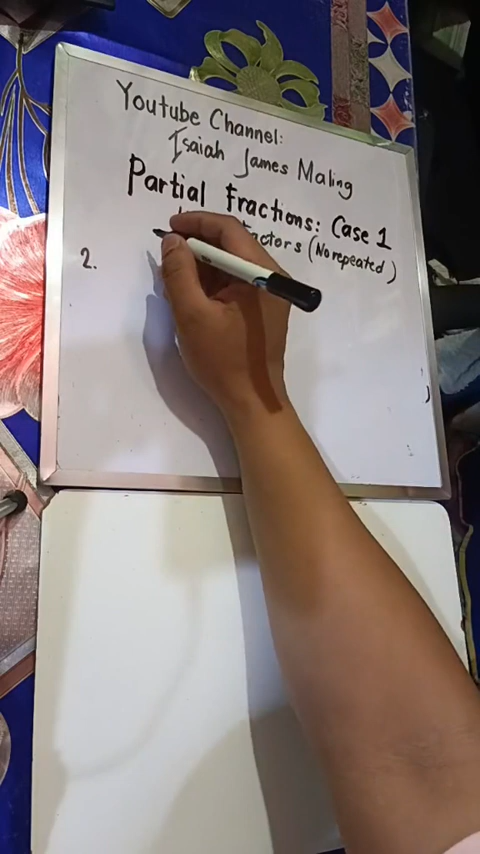 Youtube Channel:
Isaiah James Maling
Partial Fractions: Case 1
Factors (No repeated)
2.